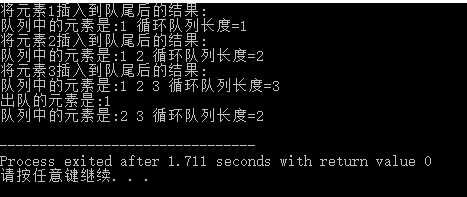 将元素1插入到队尾后的结果:
队列中的元素是:1 循环队列长度=1
将元素2插入到队尾后的结果:
队列中的元素是:1 2 循环队列长度=2
将元素3插入到队尾后的结果:
队列中的元素是:1 2 3 循环队列长度=3
出队的元素是:1
队列中的元素是:2 3 循环队列长度=2
--------------------------------
Process exited after 1.711 seconds with return value 0
请按任意键继续. . .